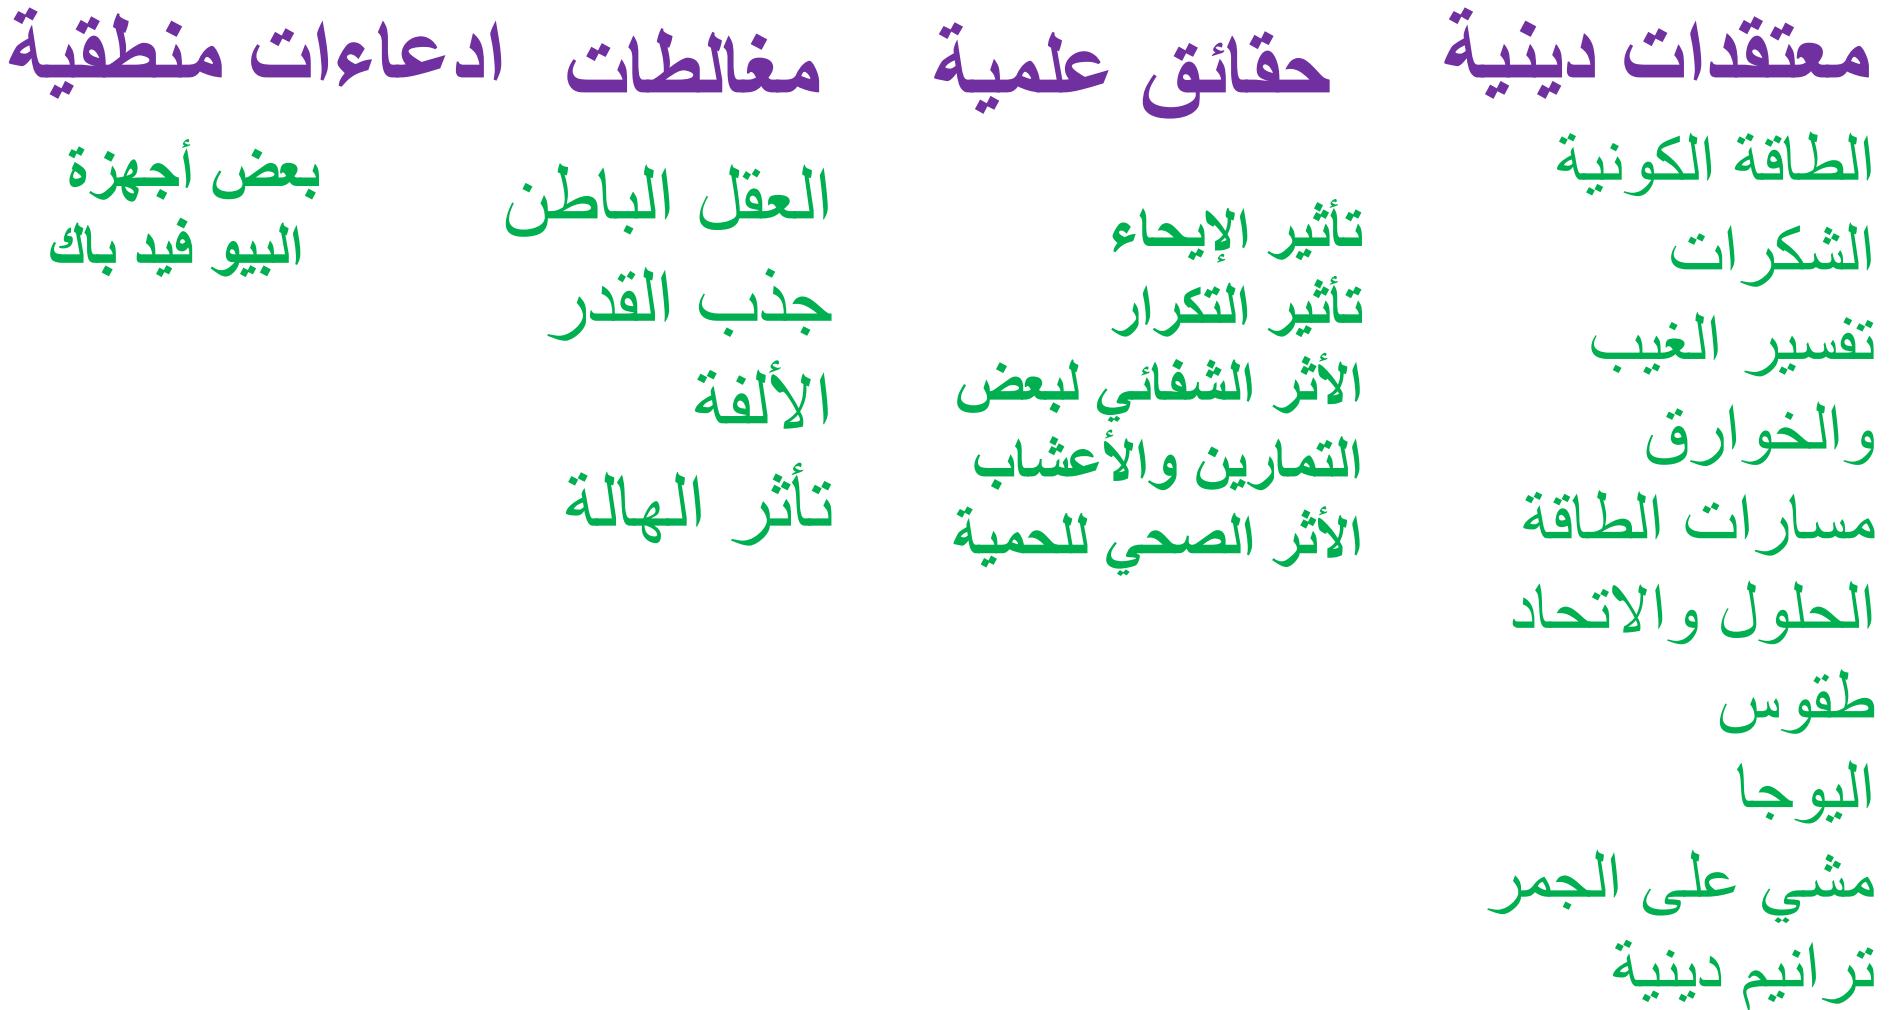 معتقدات دينية
الطاقة الكونية
الشكرات
تفسير الغيب
والخوارق
مسارات الطاقة
الحلول والاتحاد
طقوس
اليوجا
مشي على الجمر
ترانيم دينية
حقائق علمية
تأثير الإيحاء
تأثير التكرار
الأثر الشفائي لبعض
التمارين والأعشاب
الأثر الصحي للحمية
مغالطات
العقل الباطن
جذب القدر
الألفة
تأثر الهالة
ادعاءات منطقية
بعض أجهزة
البيو فيد باك